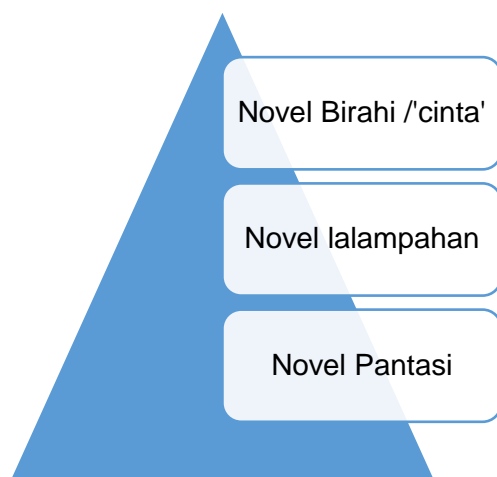 Novel Birahi /'cinta'
Novel lalampahan
Novel Pantasi